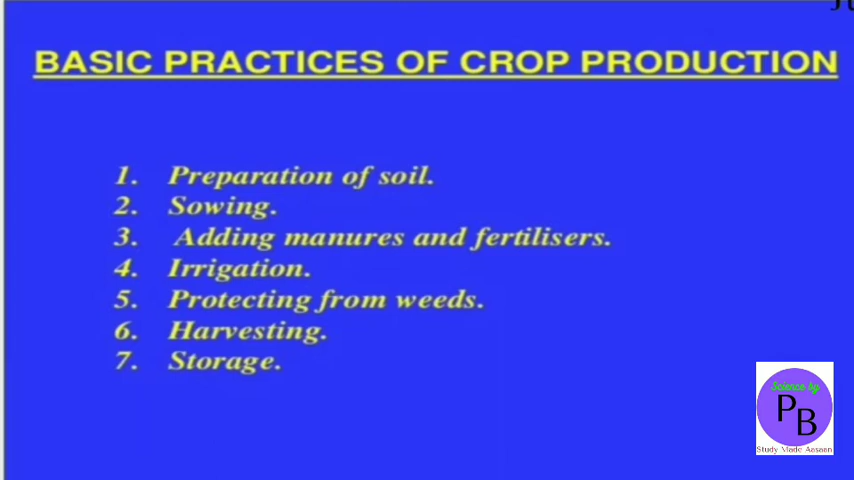 BASIC PRACTICES OF CROP PRODUCTION
1. Preparation of soil.
2. Sowing.
3. Adding manures and fertilisers.
4. Irrigation.
5. Protecting from weeds.
6. Harvesting.
7. Storage.
Science by
PB
Study Made Aasaan